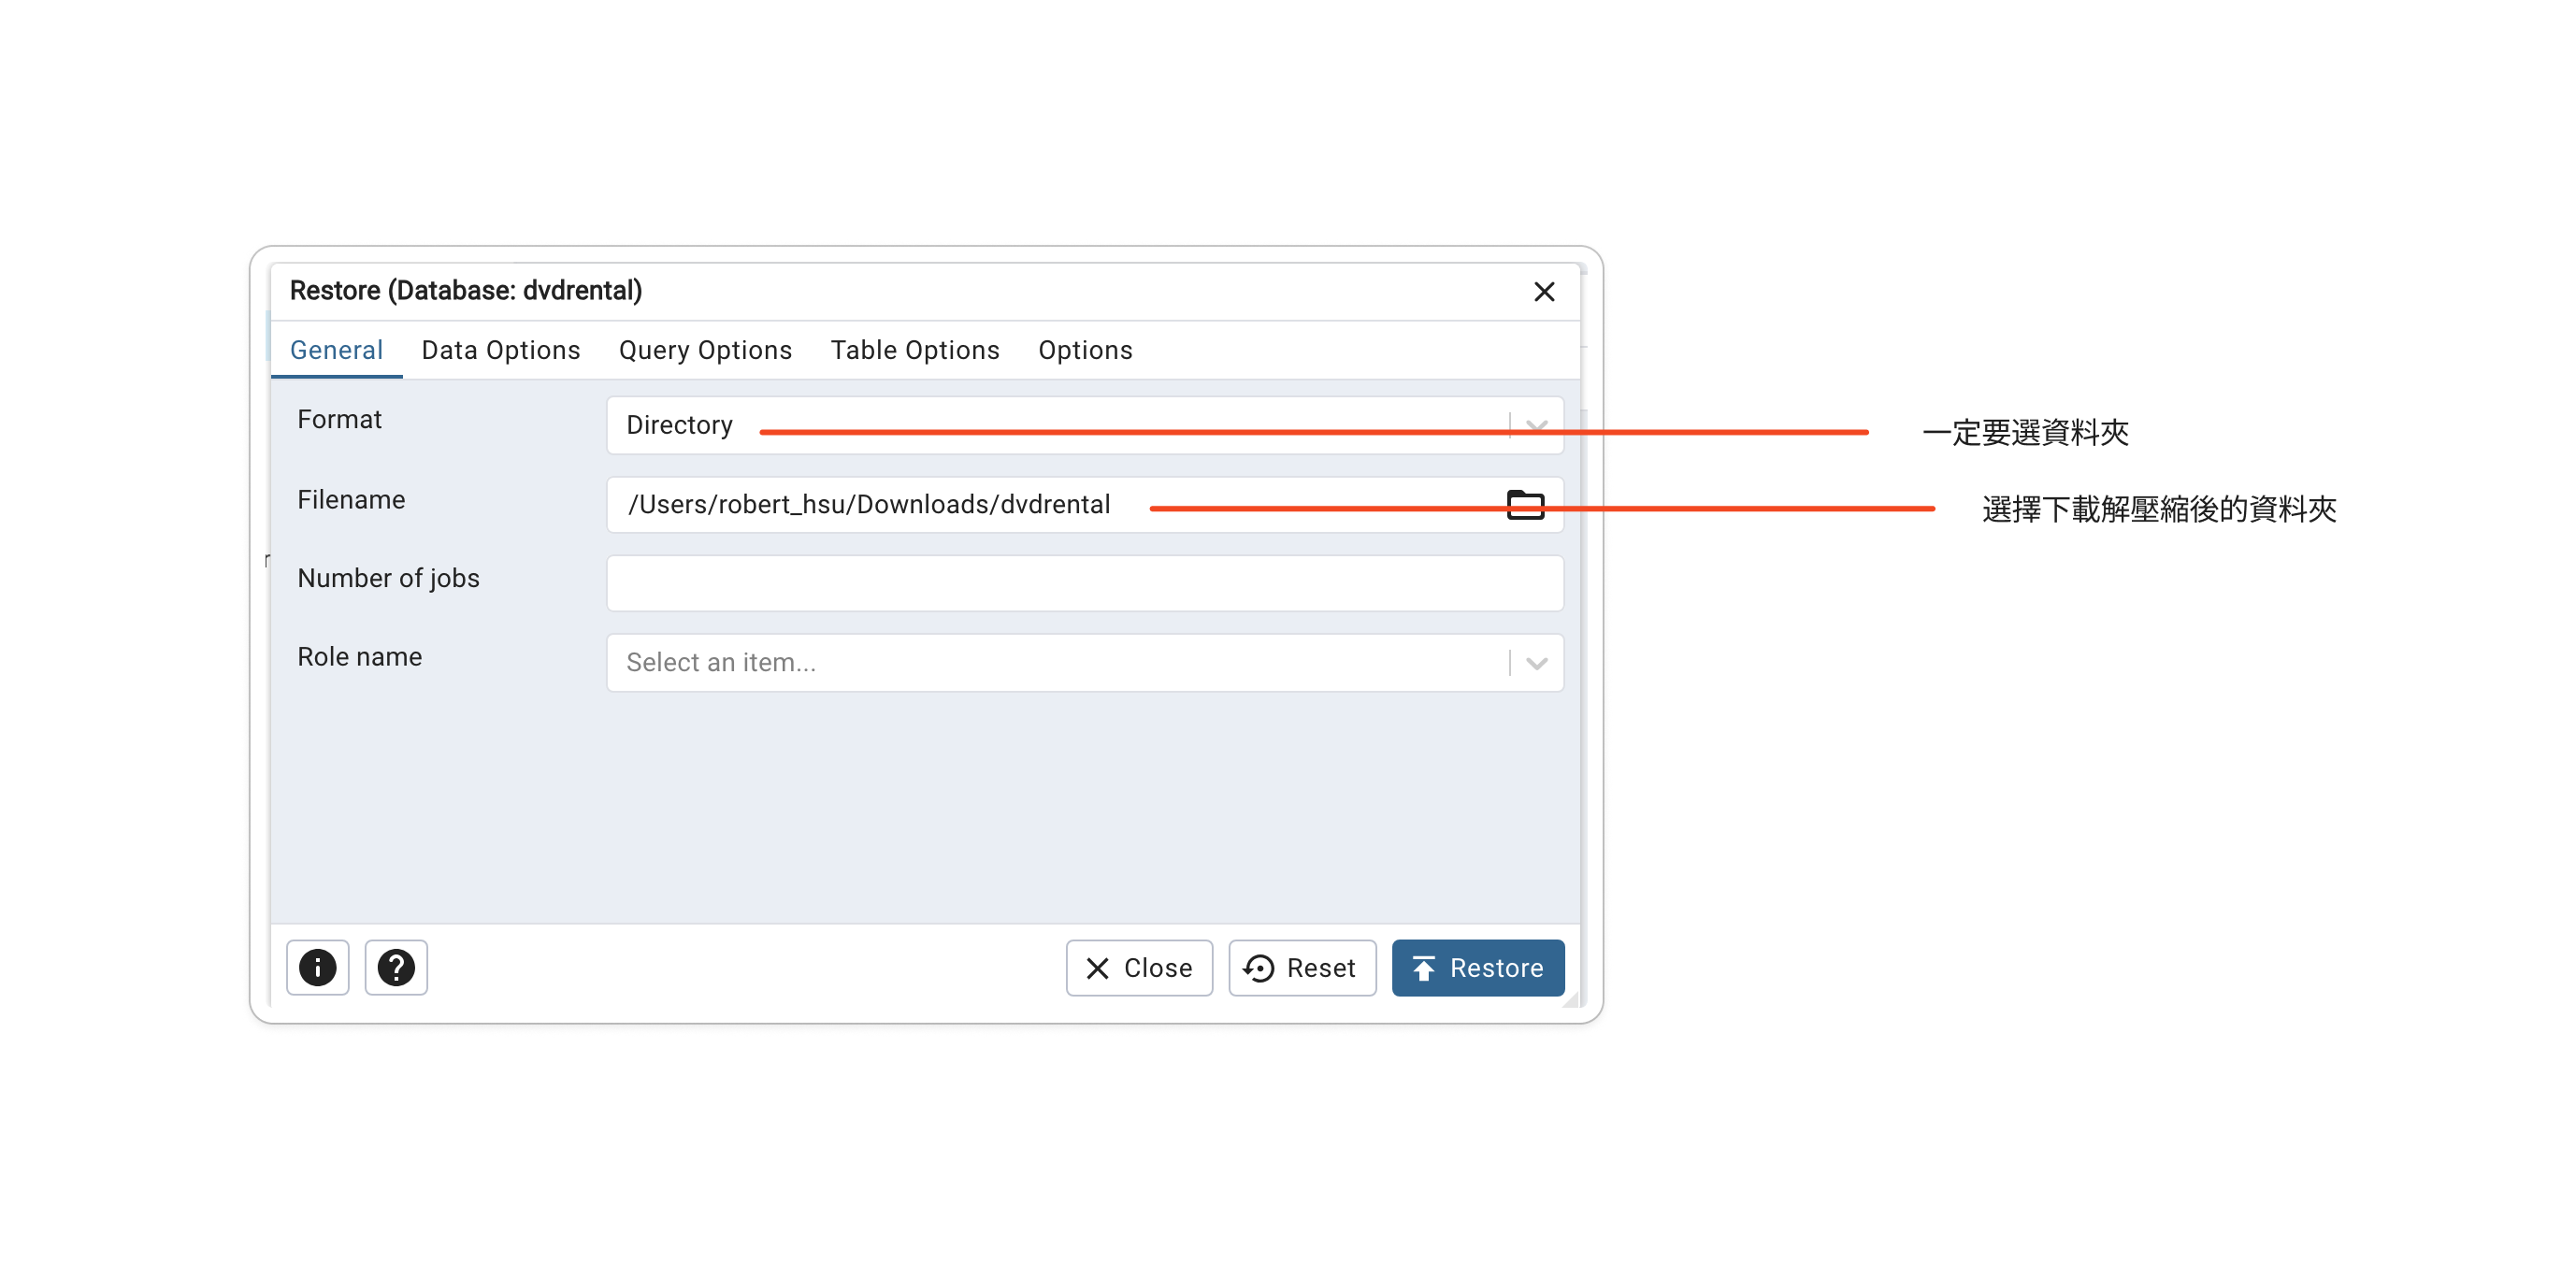 Restore (Database: dvdrental)
General Data Options Query Options Table Options Options
Format Directory 一定要選資料夾
Filename /Users/robert_hsu/Downloads/dvdrental 選擇下載解壓縮後的資料夾
Number of jobs
Role name Select an item...
Close Reset Restore